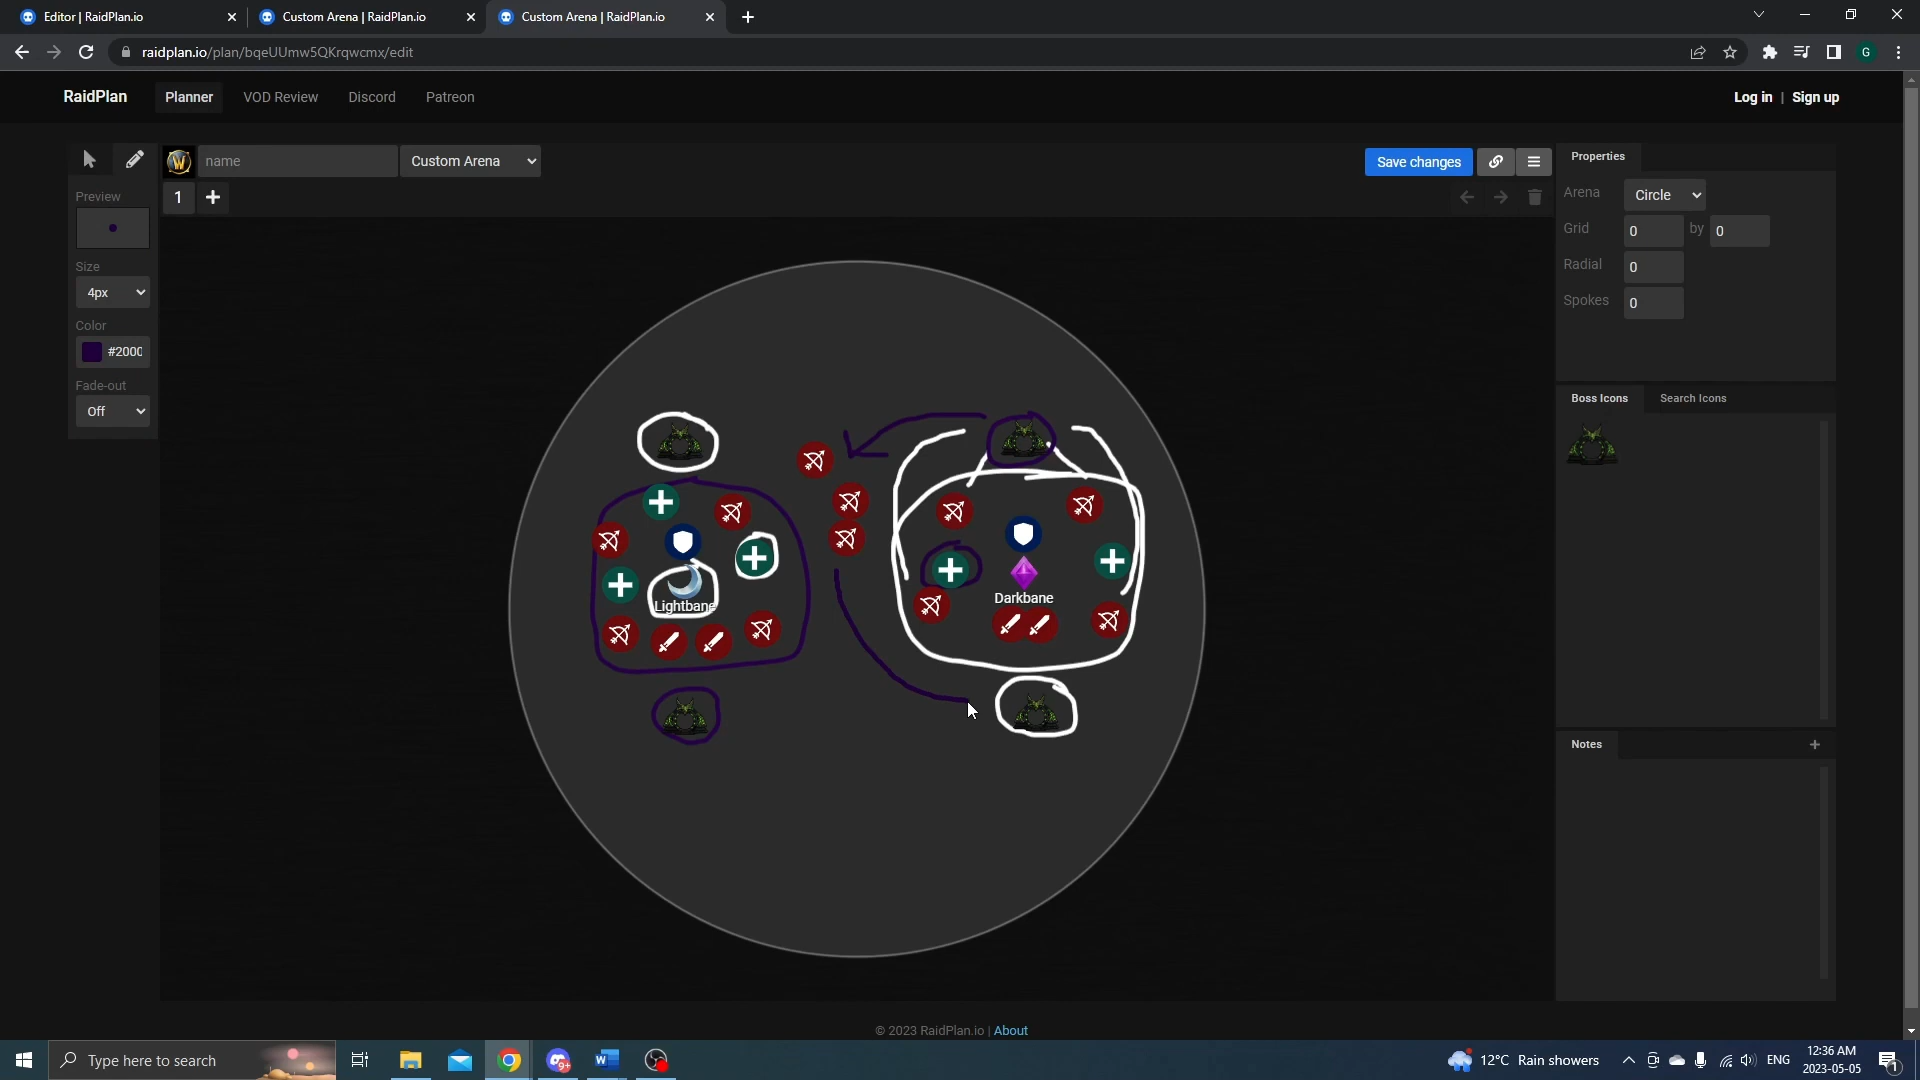 Editor | RaidPlan.io
Custom Arena | RaidPlan.io
Custom Arena | RaidPlan.io
raidplan.io/plan/bqeUUmw5QKrqwcmx/edit
G
RaidPlan Planner VOD Review Discord Patreon Log in | Sign up
name Custom Arena Save changes
1 +
Preview
Size
4px
Color
#2000
Fade-out
Off
Properties
Arena Circle
Grid 0 by 0
Radial 0
Spokes 0
Boss Icons Search Icons
Lightbane
Darkbane
Notes +
© 2023 RaidPlan.io | About
Type here to search
9+
W
12°C Rain showers
ENG
12:36 AM
2023-05-05
1